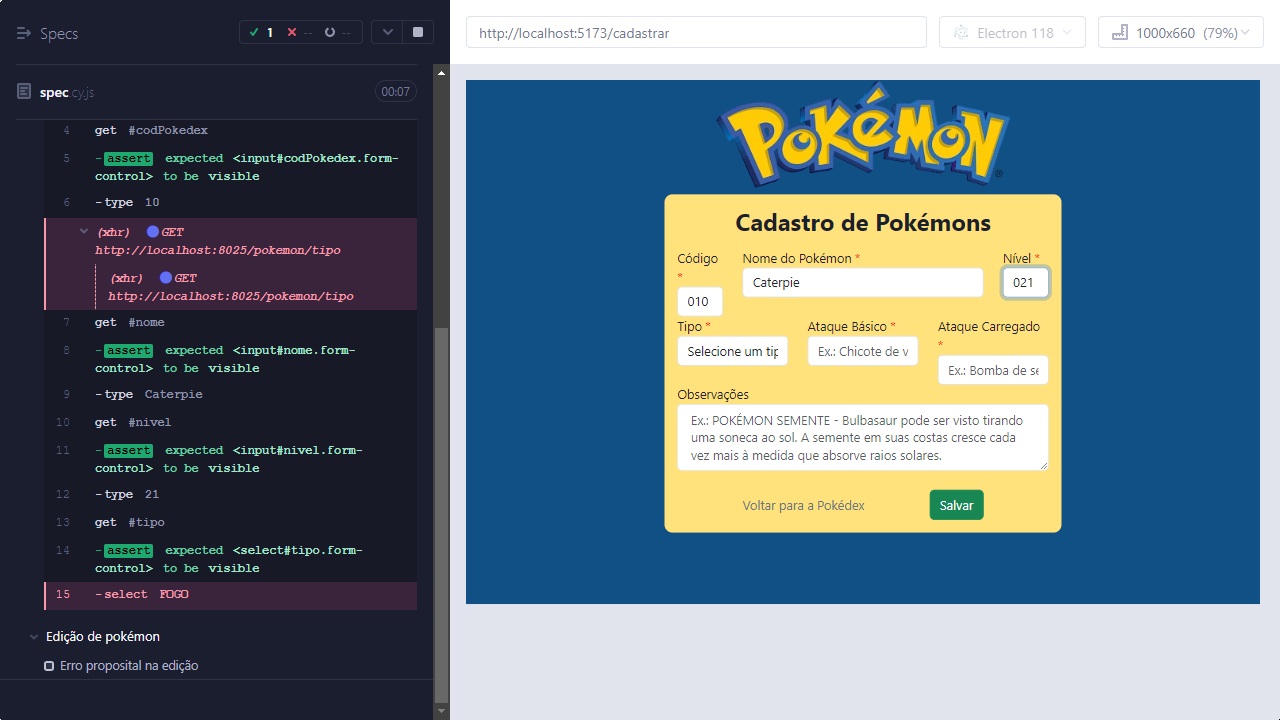 Specs
1
--
--
spec.cy.js
00:07
4 get #codPokedex
5 -assert expected <input#codPokedex.form-
control> to be visible
6 -type 10
(xhr) GET
http://localhost:8025/pokemon/tipo
(xhr) GET
http://localhost:8025/pokemon/tipo
7 get #nome
8 -assert expected <input#nome.form-
control> to be visible
9 -type Caterpie
10 get #nivel
11 -assert expected <input#nivel.form-
control> to be visible
12 -type 21
13 get #tipo
14 -assert expected <select#tipo.form-
control> to be visible
15 -select FOGO
Edição de pokémon
Erro proposital na edição
http://localhost:5173/cadastrar
Electron 118
1000x660 (79%)
POKéMON
®
Cadastro de Pokémons
Código
*
010
Nome do Pokémon *
Caterpie
Nível *
021
Tipo *
Selecione um tip
Ataque Básico *
Ex.: Chicote de v
Ataque Carregado
*
Ex.: Bomba de se
Observações
Ex.: POKÉMON SEMENTE - Bulbasaur pode ser visto tirando
uma soneca ao sol. A semente em suas costas cresce cada
vez mais à medida que absorve raios solares.
Voltar para a Pokédex
Salvar